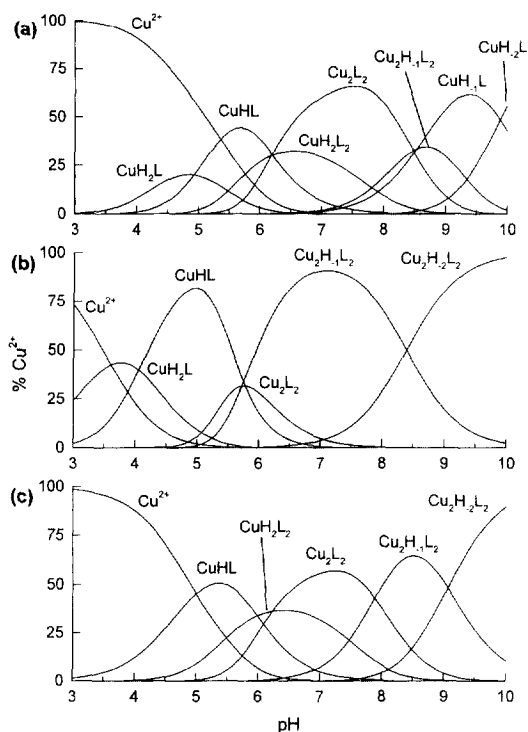 (a)
100
75
50
25
0
Cu²⁺
CuH₂L
CuHL
CuH₂L₂
Cu₂L₂
Cu₂H₋₁L₂
CuH₋₁L
CuH₋₂L
3 4 5 6 7 8 9 10
(b)
% Cu²⁺
100
75
50
25
0
Cu²⁺
CuH₂L
CuHL
Cu₂L₂
Cu₂H₋₁L₂
Cu₂H₋₂L₂
3 4 5 6 7 8 9 10
(c)
100
75
50
25
0
Cu²⁺
CuHL
CuH₂L₂
Cu₂L₂
Cu₂H₋₁L₂
Cu₂H₋₂L₂
3 4 5 6 7 8 9 10
pH